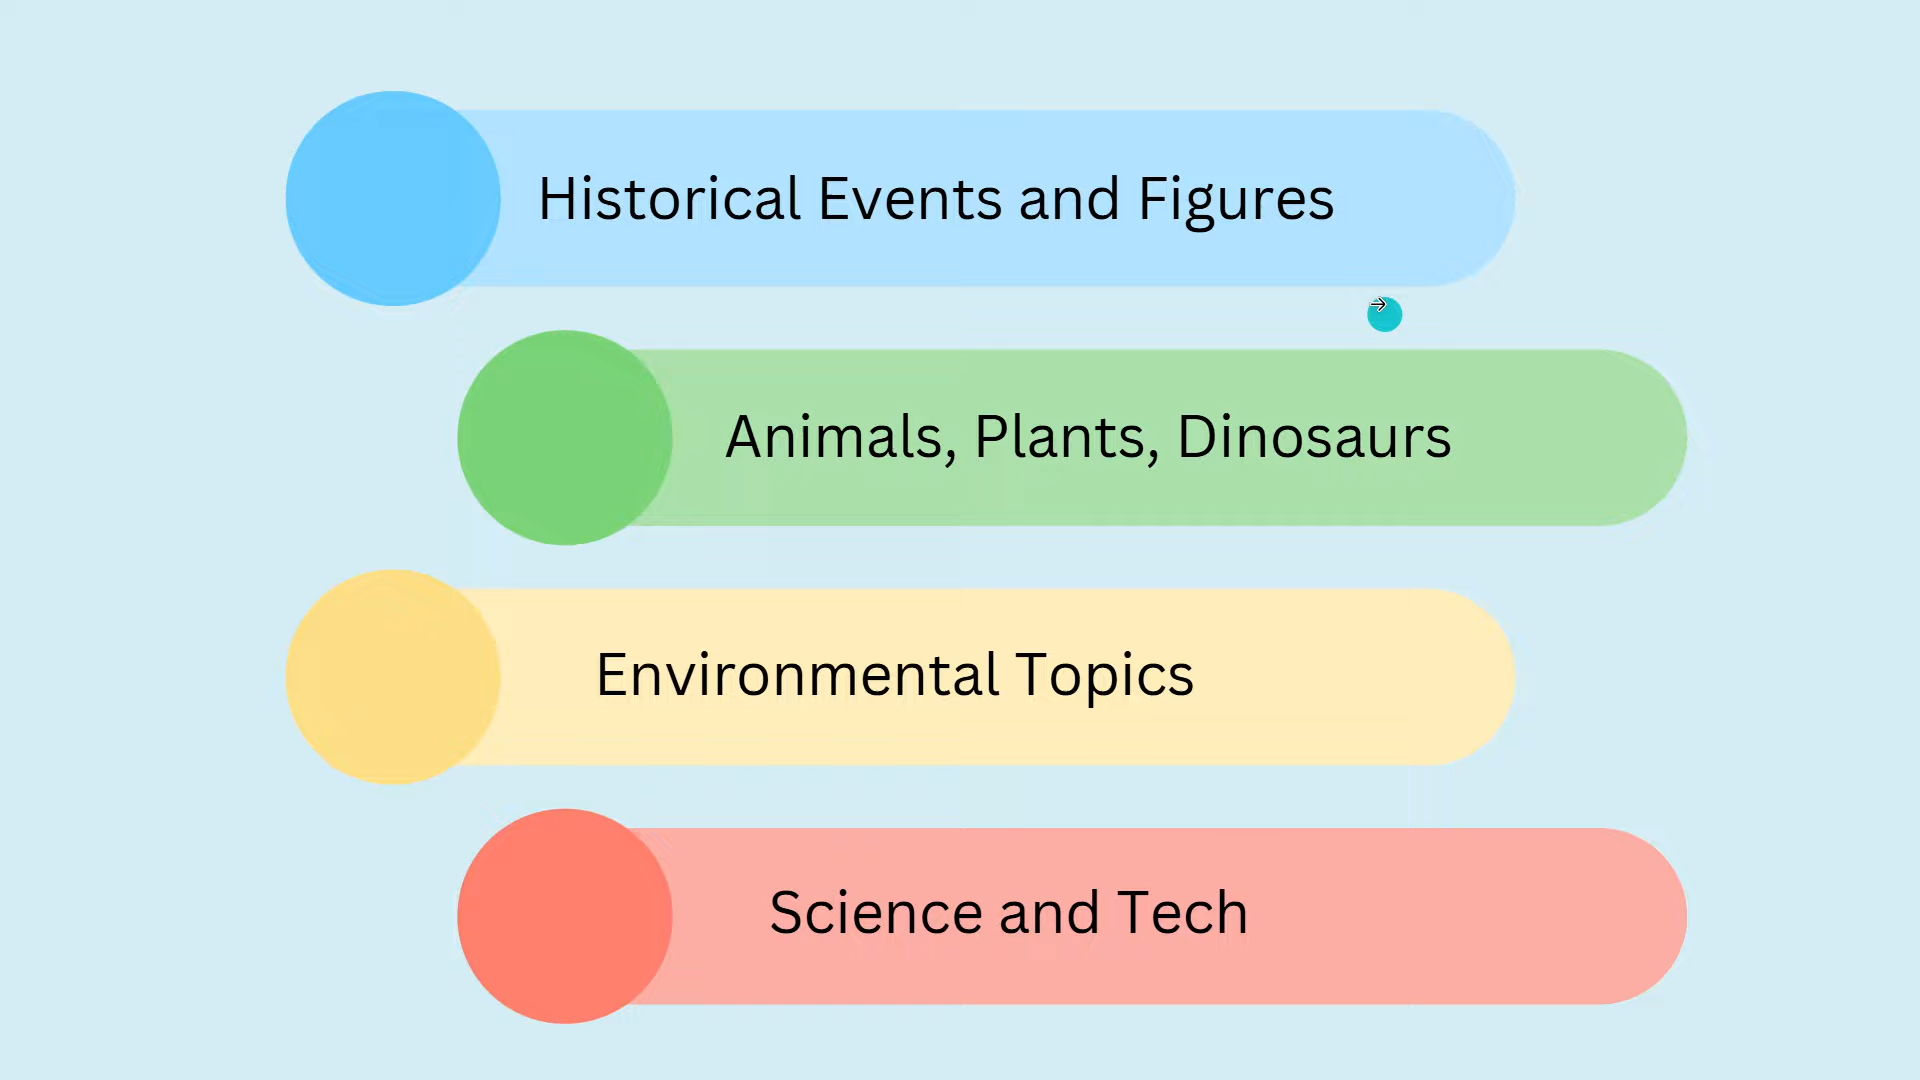 Historical Events and Figures
Animals, Plants, Dinosaurs
Environmental Topics
Science and Tech